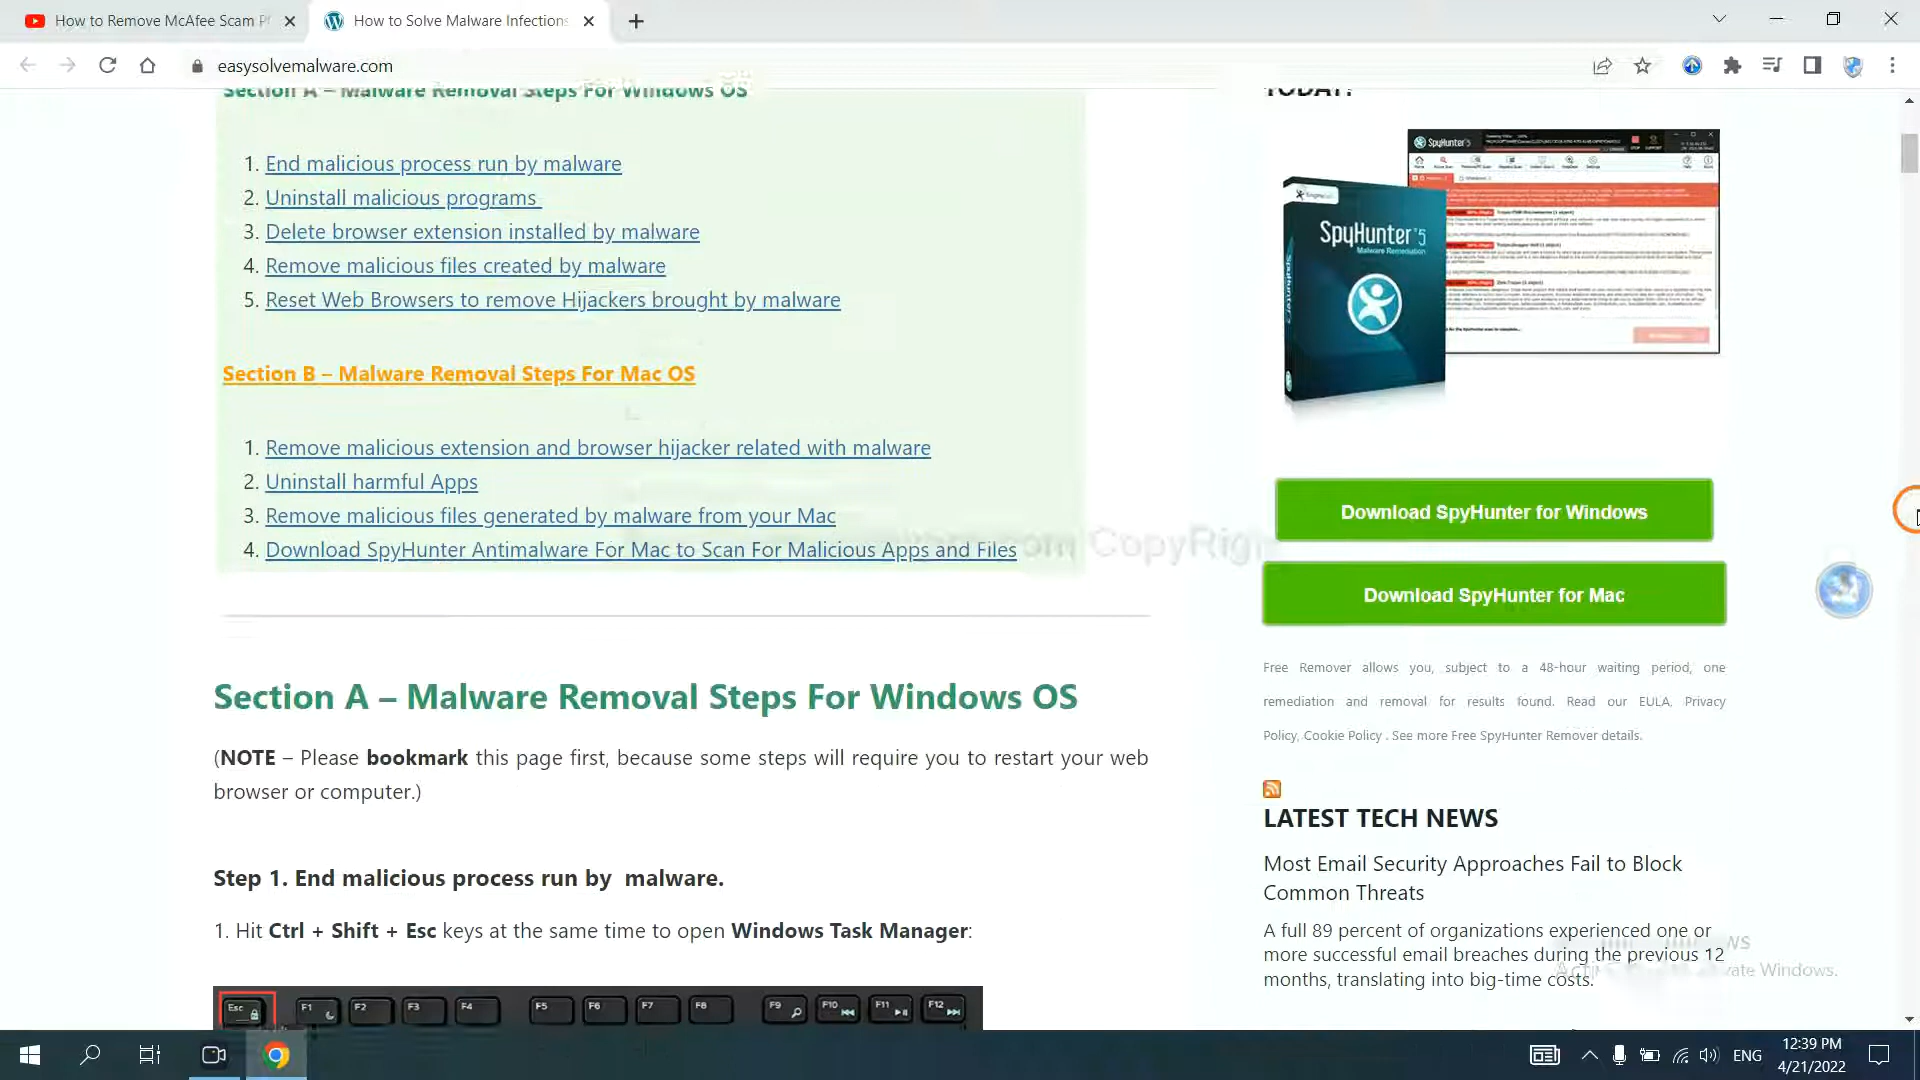 How to Remove McAfee Scam P
How to Solve Malware Infections
easysolvemalware.com
Section A – Malware Removal Steps For Windows OS
1. End malicious process run by malware
2. Uninstall malicious programs
3. Delete browser extension installed by malware
4. Remove malicious files created by malware
5. Reset Web Browsers to remove Hijackers brought by malware
Section B – Malware Removal Steps For Mac OS
1. Remove malicious extension and browser hijacker related with malware
2. Uninstall harmful Apps
3. Remove malicious files generated by malware from your Mac
4. Download SpyHunter Antimalware For Mac to Scan For Malicious Apps and Files
.com CopyRigh
Section A – Malware Removal Steps For Windows OS
(NOTE – Please bookmark this page first, because some steps will require you to restart your web
browser or computer.)
Step 1. End malicious process run by malware.
1. Hit Ctrl + Shift + Esc keys at the same time to open Windows Task Manager:
Esc F1 F2 F3 F4 F5 F6 F7 F8 F9 F10 F11 F12
TODAY!
SpyHunter 5
SpyHunter 5
Malware Remediation
Download SpyHunter for Windows
Download SpyHunter for Mac
Free Remover allows you, subject to a 48-hour waiting period, one
remediation and removal for results found. Read our EULA, Privacy
Policy, Cookie Policy . See more Free SpyHunter Remover details.
LATEST TECH NEWS
Most Email Security Approaches Fail to Block
Common Threats
A full 89 percent of organizations experienced one or
more successful email breaches during the previous 12
months, translating into big-time costs.
vate Windows.
ENG
12:39 PM
4/21/2022